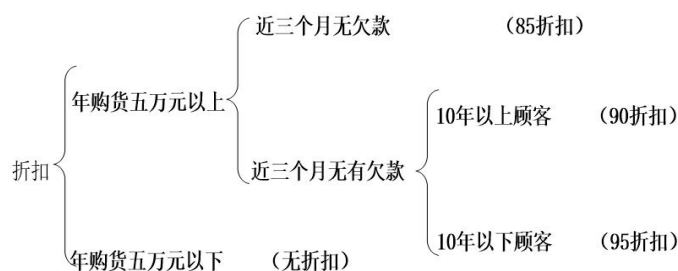 近三个月无欠款 （85折扣）
年购货五万元以上
10年以上顾客 （90折扣）
折扣
近三个月无有欠款
10年以下顾客 （95折扣）
年购货五万元以下 （无折扣）